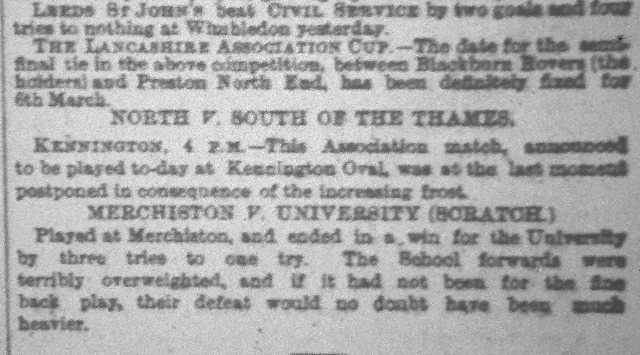 LEEDS ST JOHN'S beat CIVIL SERVICE by two goals and four
tries to nothing at Wimbledon yesterday.
THE LANCASHIRE ASSOCIATION CUP.—The date for the semi-
final tie in the above competition, between Blackburn Rovers (the
holders) and Preston North End, has been definitely fixed for
6th March.
NORTH V. SOUTH OF THE THAMES.
KENNINGTON, 4 P.M.—This Association match, announced
to be played to-day at Kennington Oval, was at the last moment
postponed in consequence of the increasing frost.
MERCHISTON V. UNIVERSITY (SCRATCH.)
Played at Merchiston, and ended in a win for the University
by three tries to one try. The School forwards were
terribly overweighted, and if it had not been for the fine
back play, their defeat would no doubt have been much
heavier.